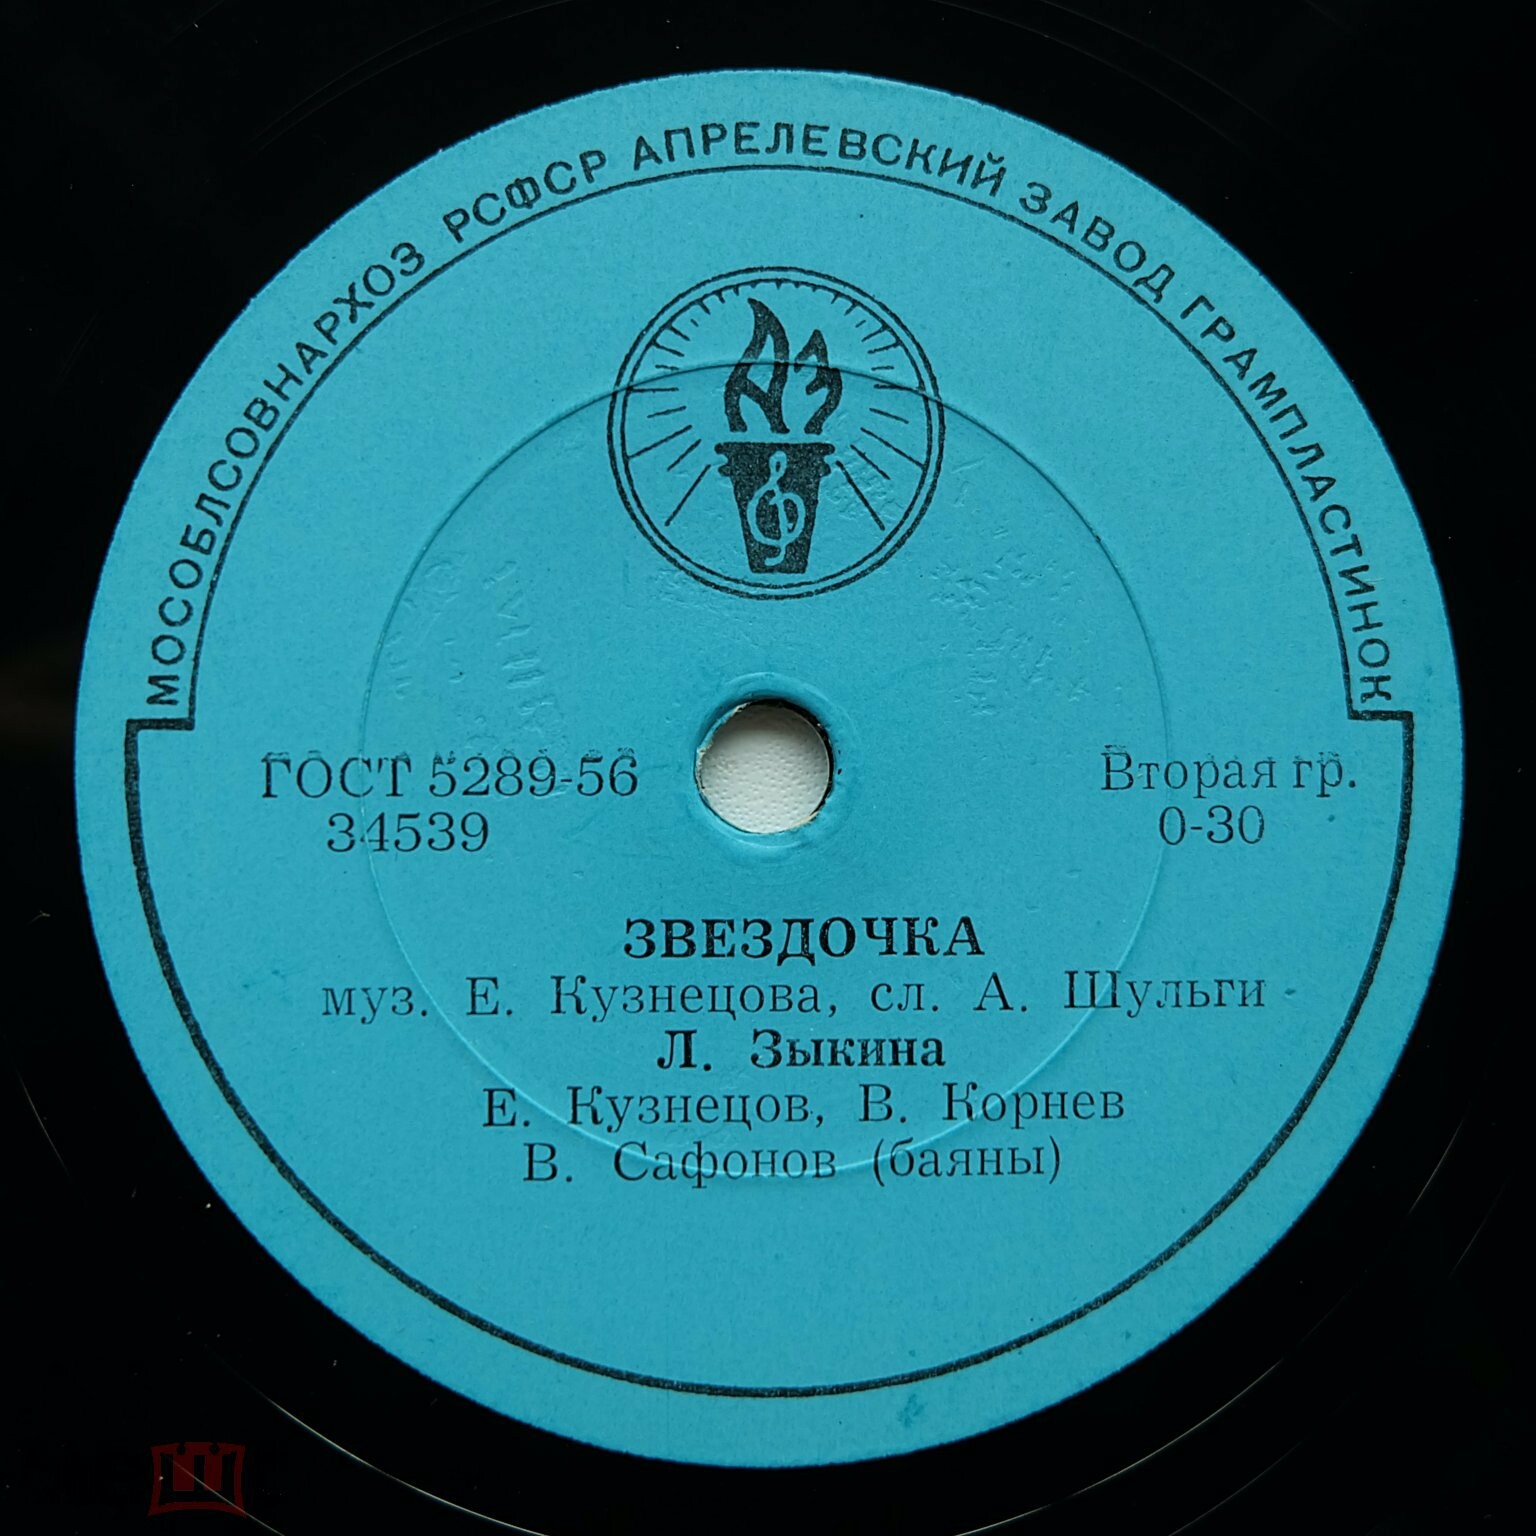 МОСОБЛСОВНАРХОЗ РСФСР АПРЕЛЕВСКИЙ ЗАВОД ГРАМПЛАСТИНОК
АЗ
ГОСТ 5289-56
34539
Вторая гр.
0-30
ЗВЕЗДОЧКА
муз. Е. Кузнецова, сл. А. Шульги
Л. Зыкина
Е. Кузнецов, В. Корнев
В. Сафонов (баяны)